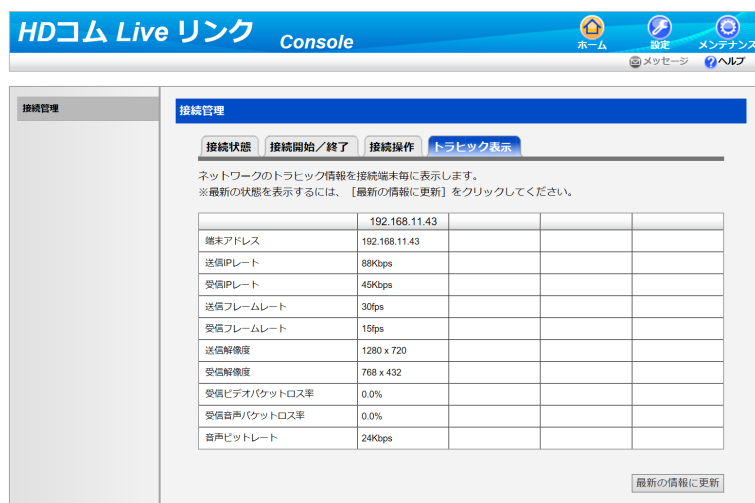 HDコム Live リンク Console
ホーム 設定 メンテナンス
メッセージ ヘルプ
接続管理
接続管理
接続状態 接続開始/終了 接続操作 トラヒック表示
ネットワークのトラヒック情報を接続端末毎に表示します。
※最新の状態を表示するには、［最新の情報に更新］をクリックしてください。
192.168.11.43
端末アドレス 192.168.11.43
送信IPレート 88Kbps
受信IPレート 45Kbps
送信フレームレート 30fps
受信フレームレート 15fps
送信解像度 1280 x 720
受信解像度 768 x 432
受信ビデオパケットロス率 0.0%
受信音声パケットロス率 0.0%
音声ビットレート 24Kbps
最新の情報に更新